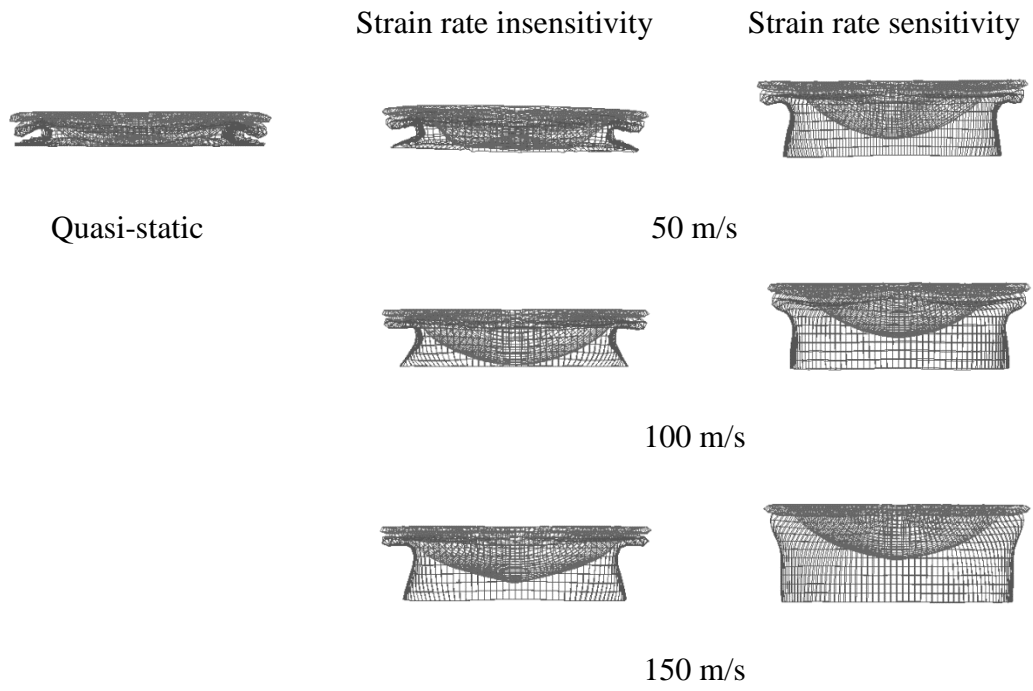 Strain rate insensitivity
Strain rate sensitivity
Quasi-static
50 m/s
100 m/s
150 m/s